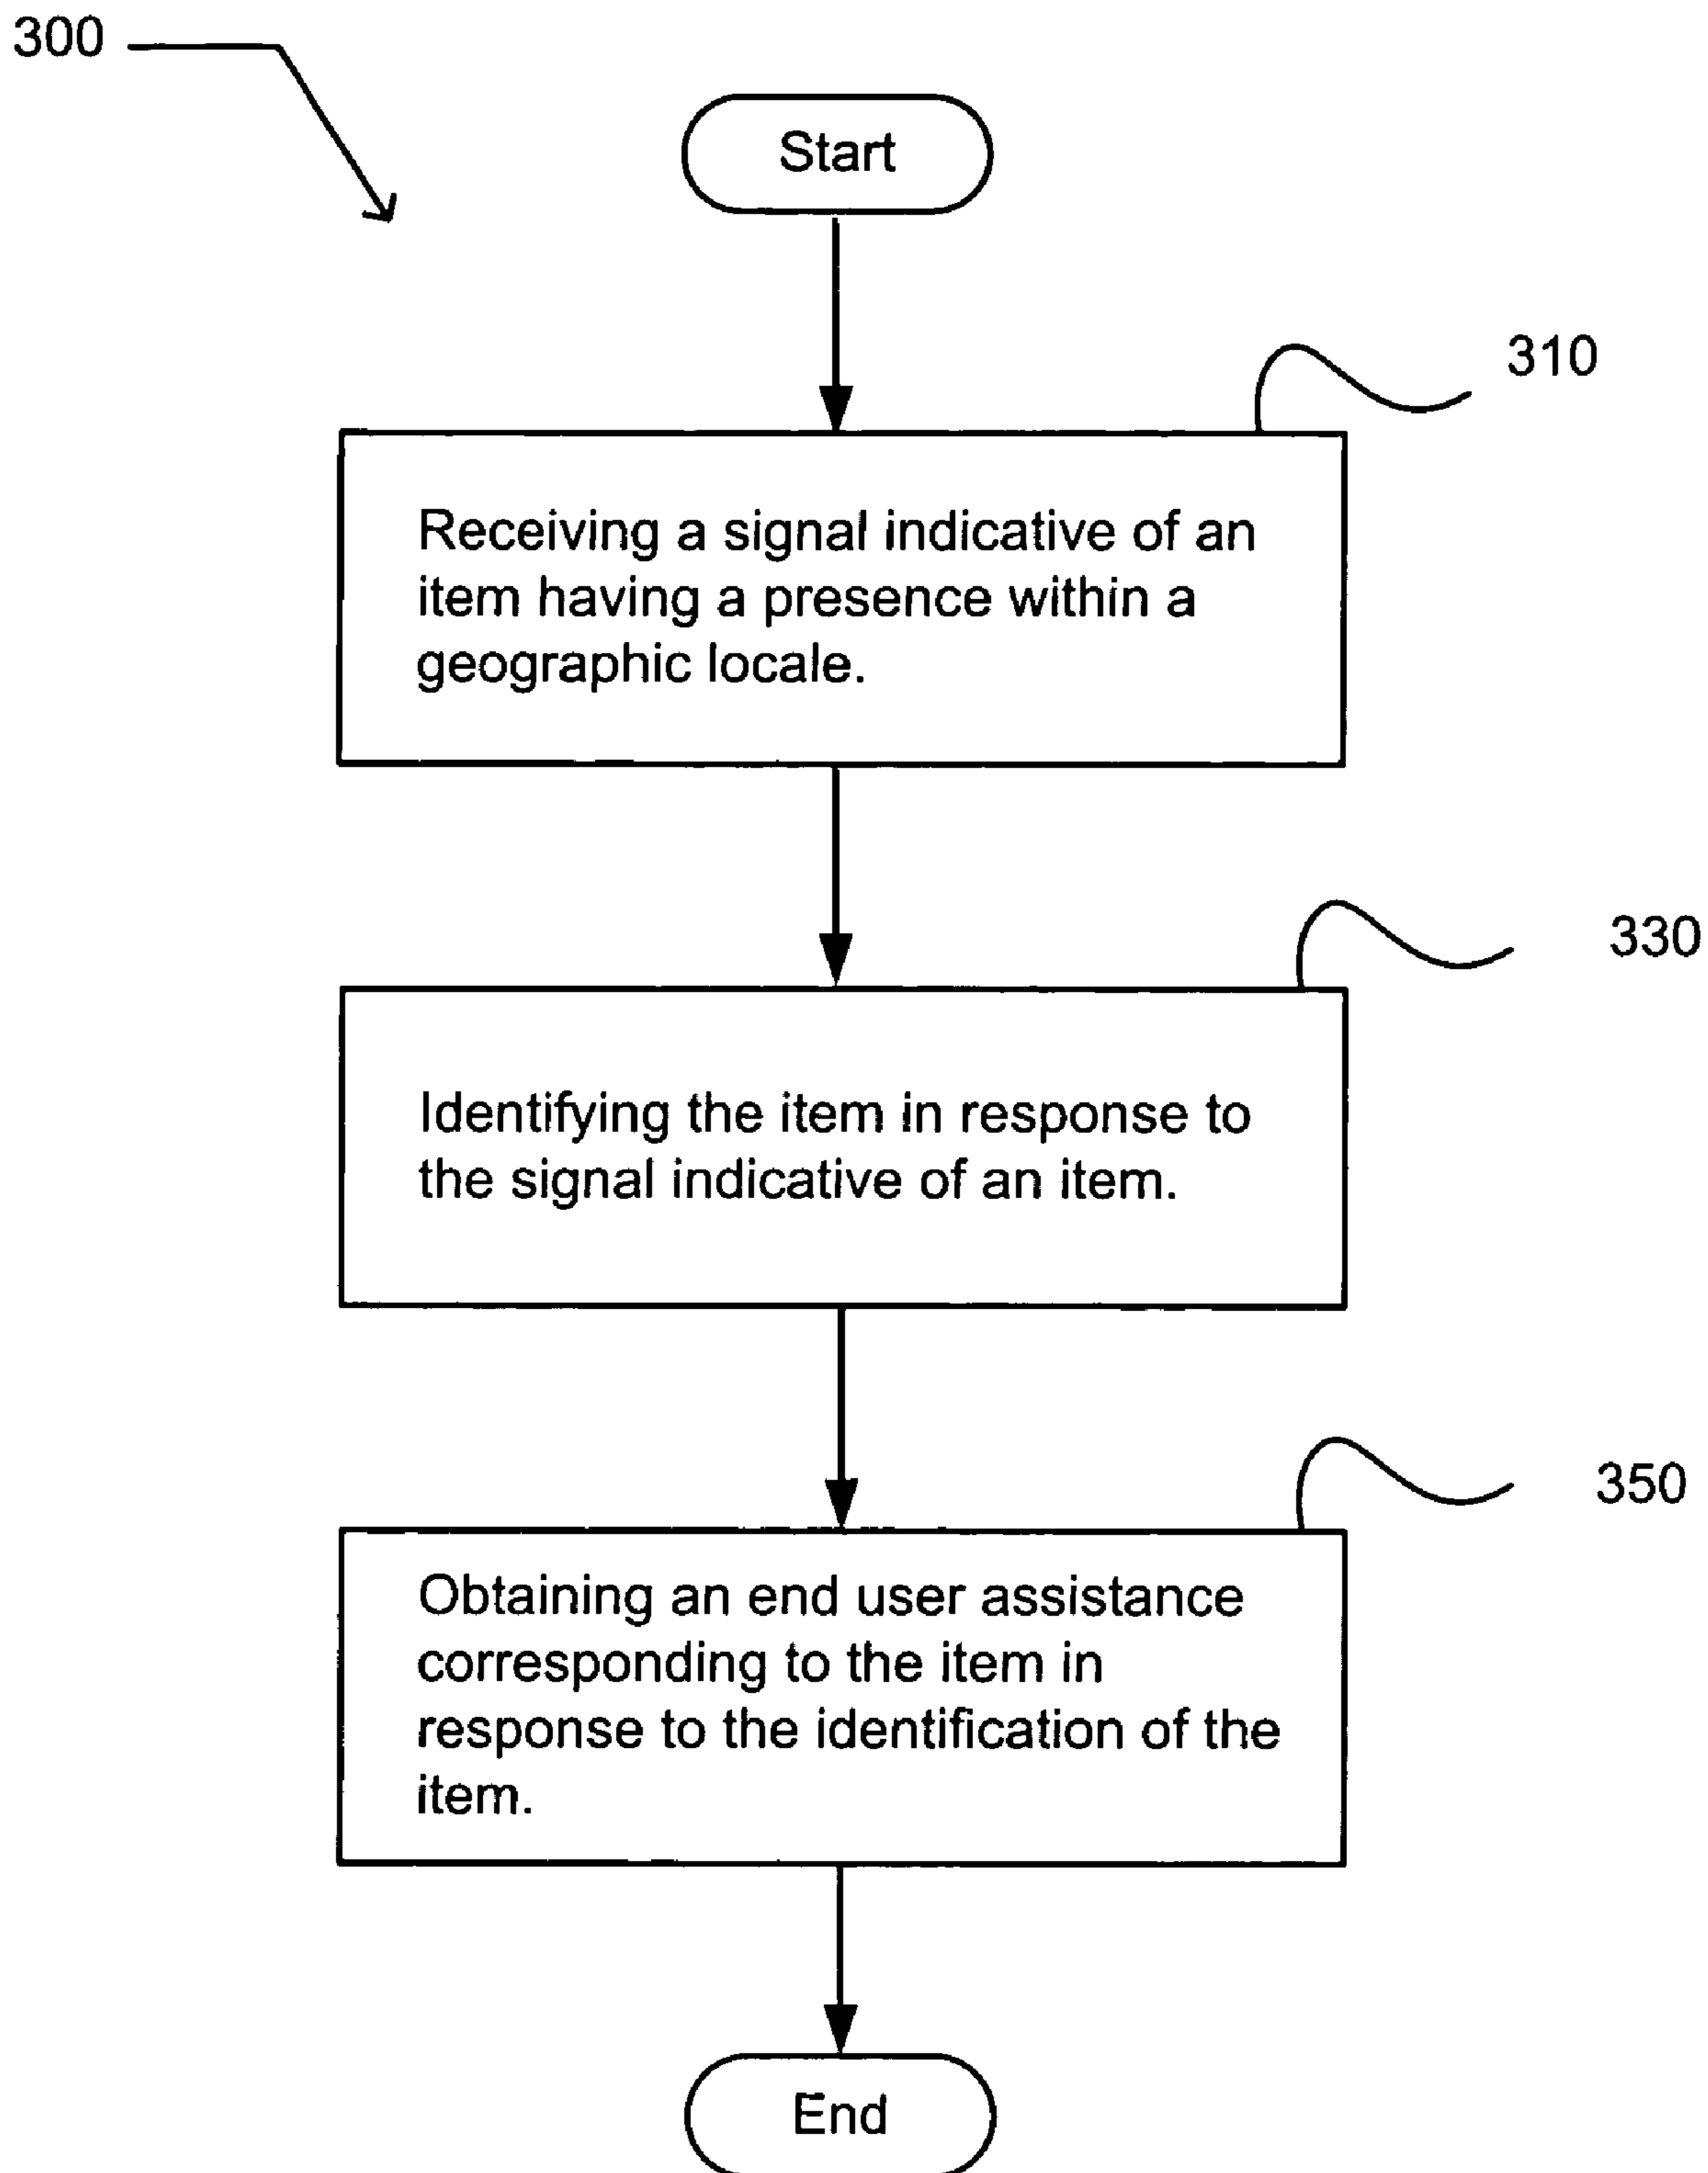 300
Start
310
Receiving a signal indicative of an
item having a presence within a
geographic locale.
330
Identifying the item in response to
the signal indicative of an item.
350
Obtaining an end user assistance
corresponding to the item in
response to the identification of the
item.
End